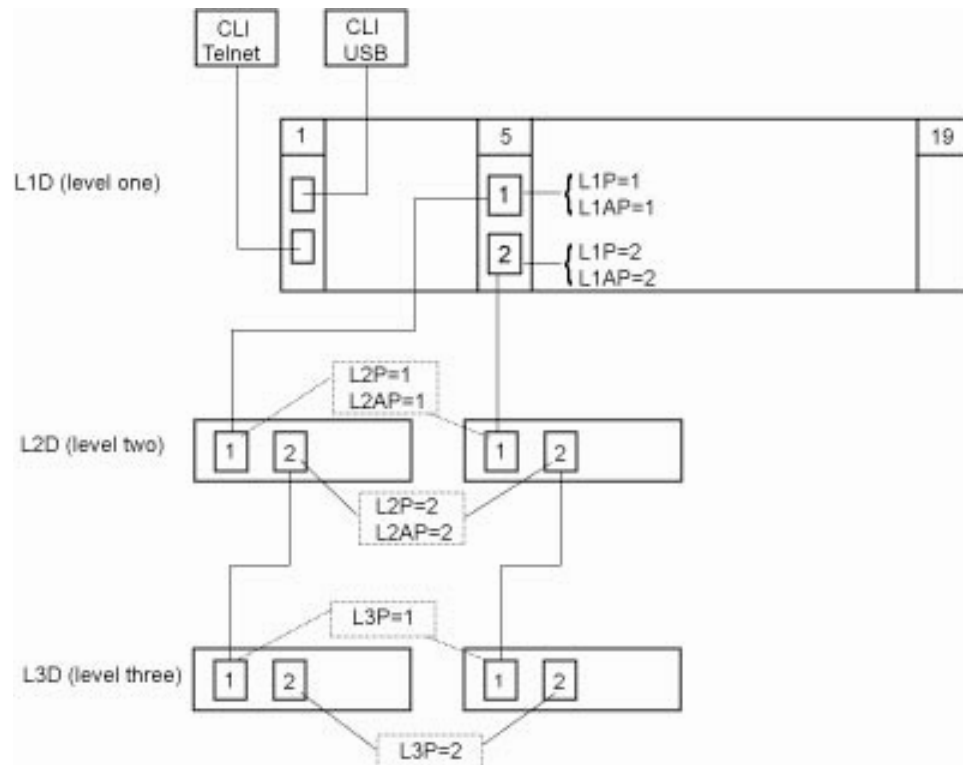 CLI
Telnet
CLI
USB
1
5
19
L1D (level one)
1
L1P=1
L1AP=1
2
L1P=2
L1AP=2
L2P=1
L2AP=1
L2D (level two)
1
2
1
2
L2P=2
L2AP=2
L3P=1
L3D (level three)
1
2
1
2
L3P=2